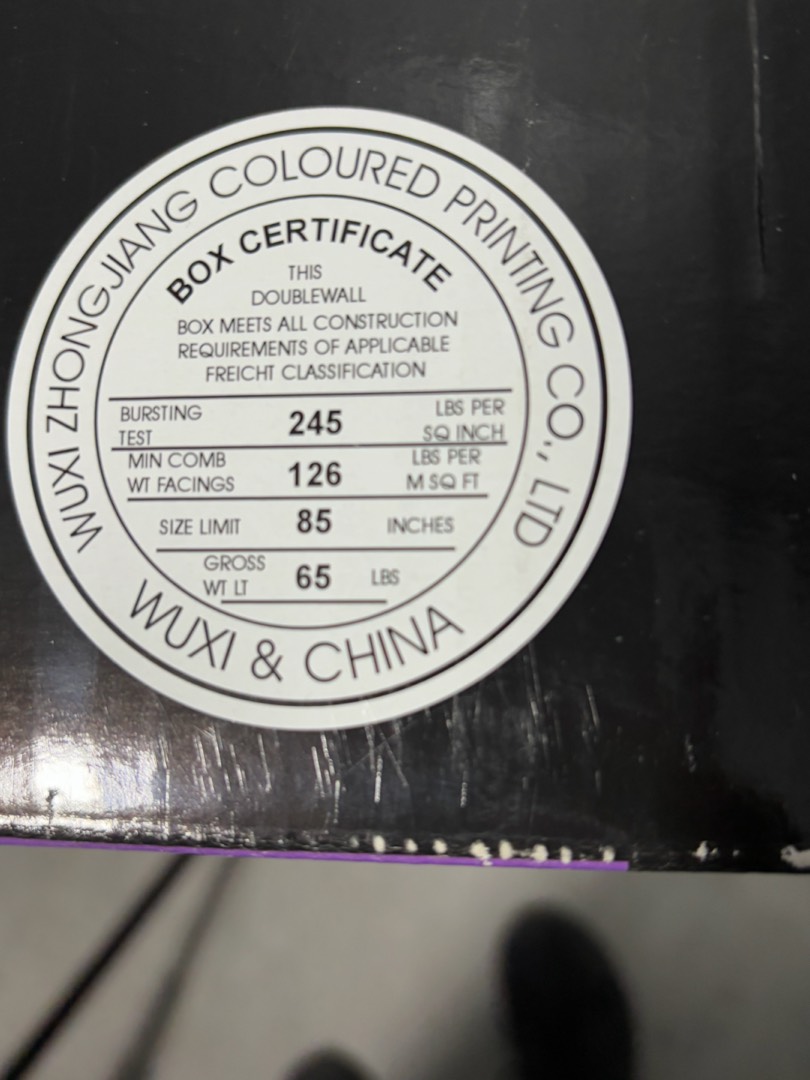 WUXI ZHONGJIANG COLOURED PRINTING CO., LTD
BOX CERTIFICATE
THIS
DOUBLEWALL
BOX MEETS ALL CONSTRUCTION
REQUIREMENTS OF APPLICABLE
FREICHT CLASSIFICATION
BURSTING TEST 245 LBS PER SQ INCH
MIN COMB WT FACINGS 126 LBS PER M SQ FT
SIZE LIMIT 85 INCHES
GROSS WT LT 65 LBS
WUXI & CHINA